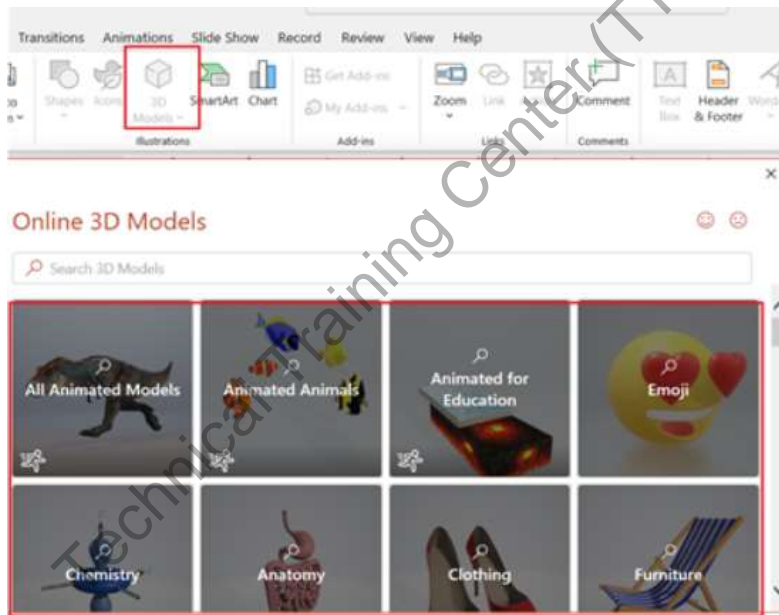 Transitions Animations Slide Show Record Review View Help
Shapes Icons 3D Models SmartArt Chart
Get Add-ins
My Add-ins
Zoom Link
Comment
Text Box
Header & Footer
Illustrations Add-ins Links Comments
Online 3D Models
Search 3D Models
All Animated Models
Animated Animals
Animated for Education
Emoji
Chemistry
Anatomy
Clothing
Furniture
Technical Training Center (T